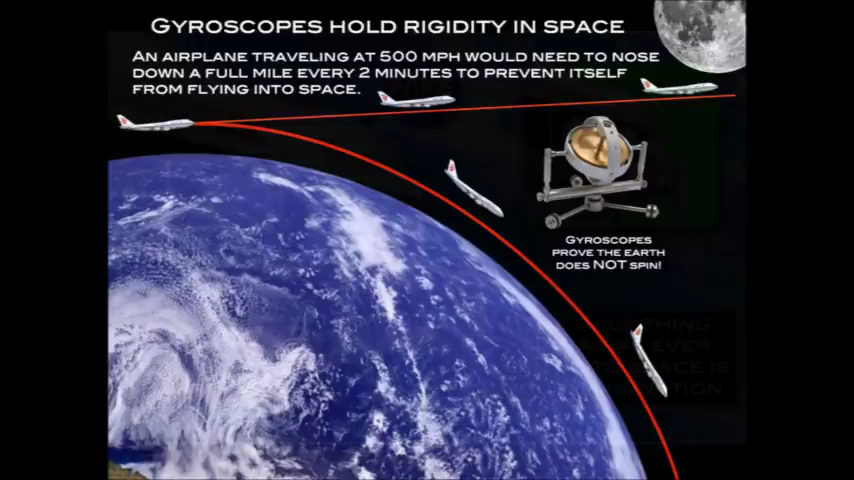 Gyroscopes hold rigidity in space
An airplane traveling at 500 mph would need to nose
down a full mile every 2 minutes to prevent itself
from flying into space.
Gyroscopes
prove the earth
does NOT spin!